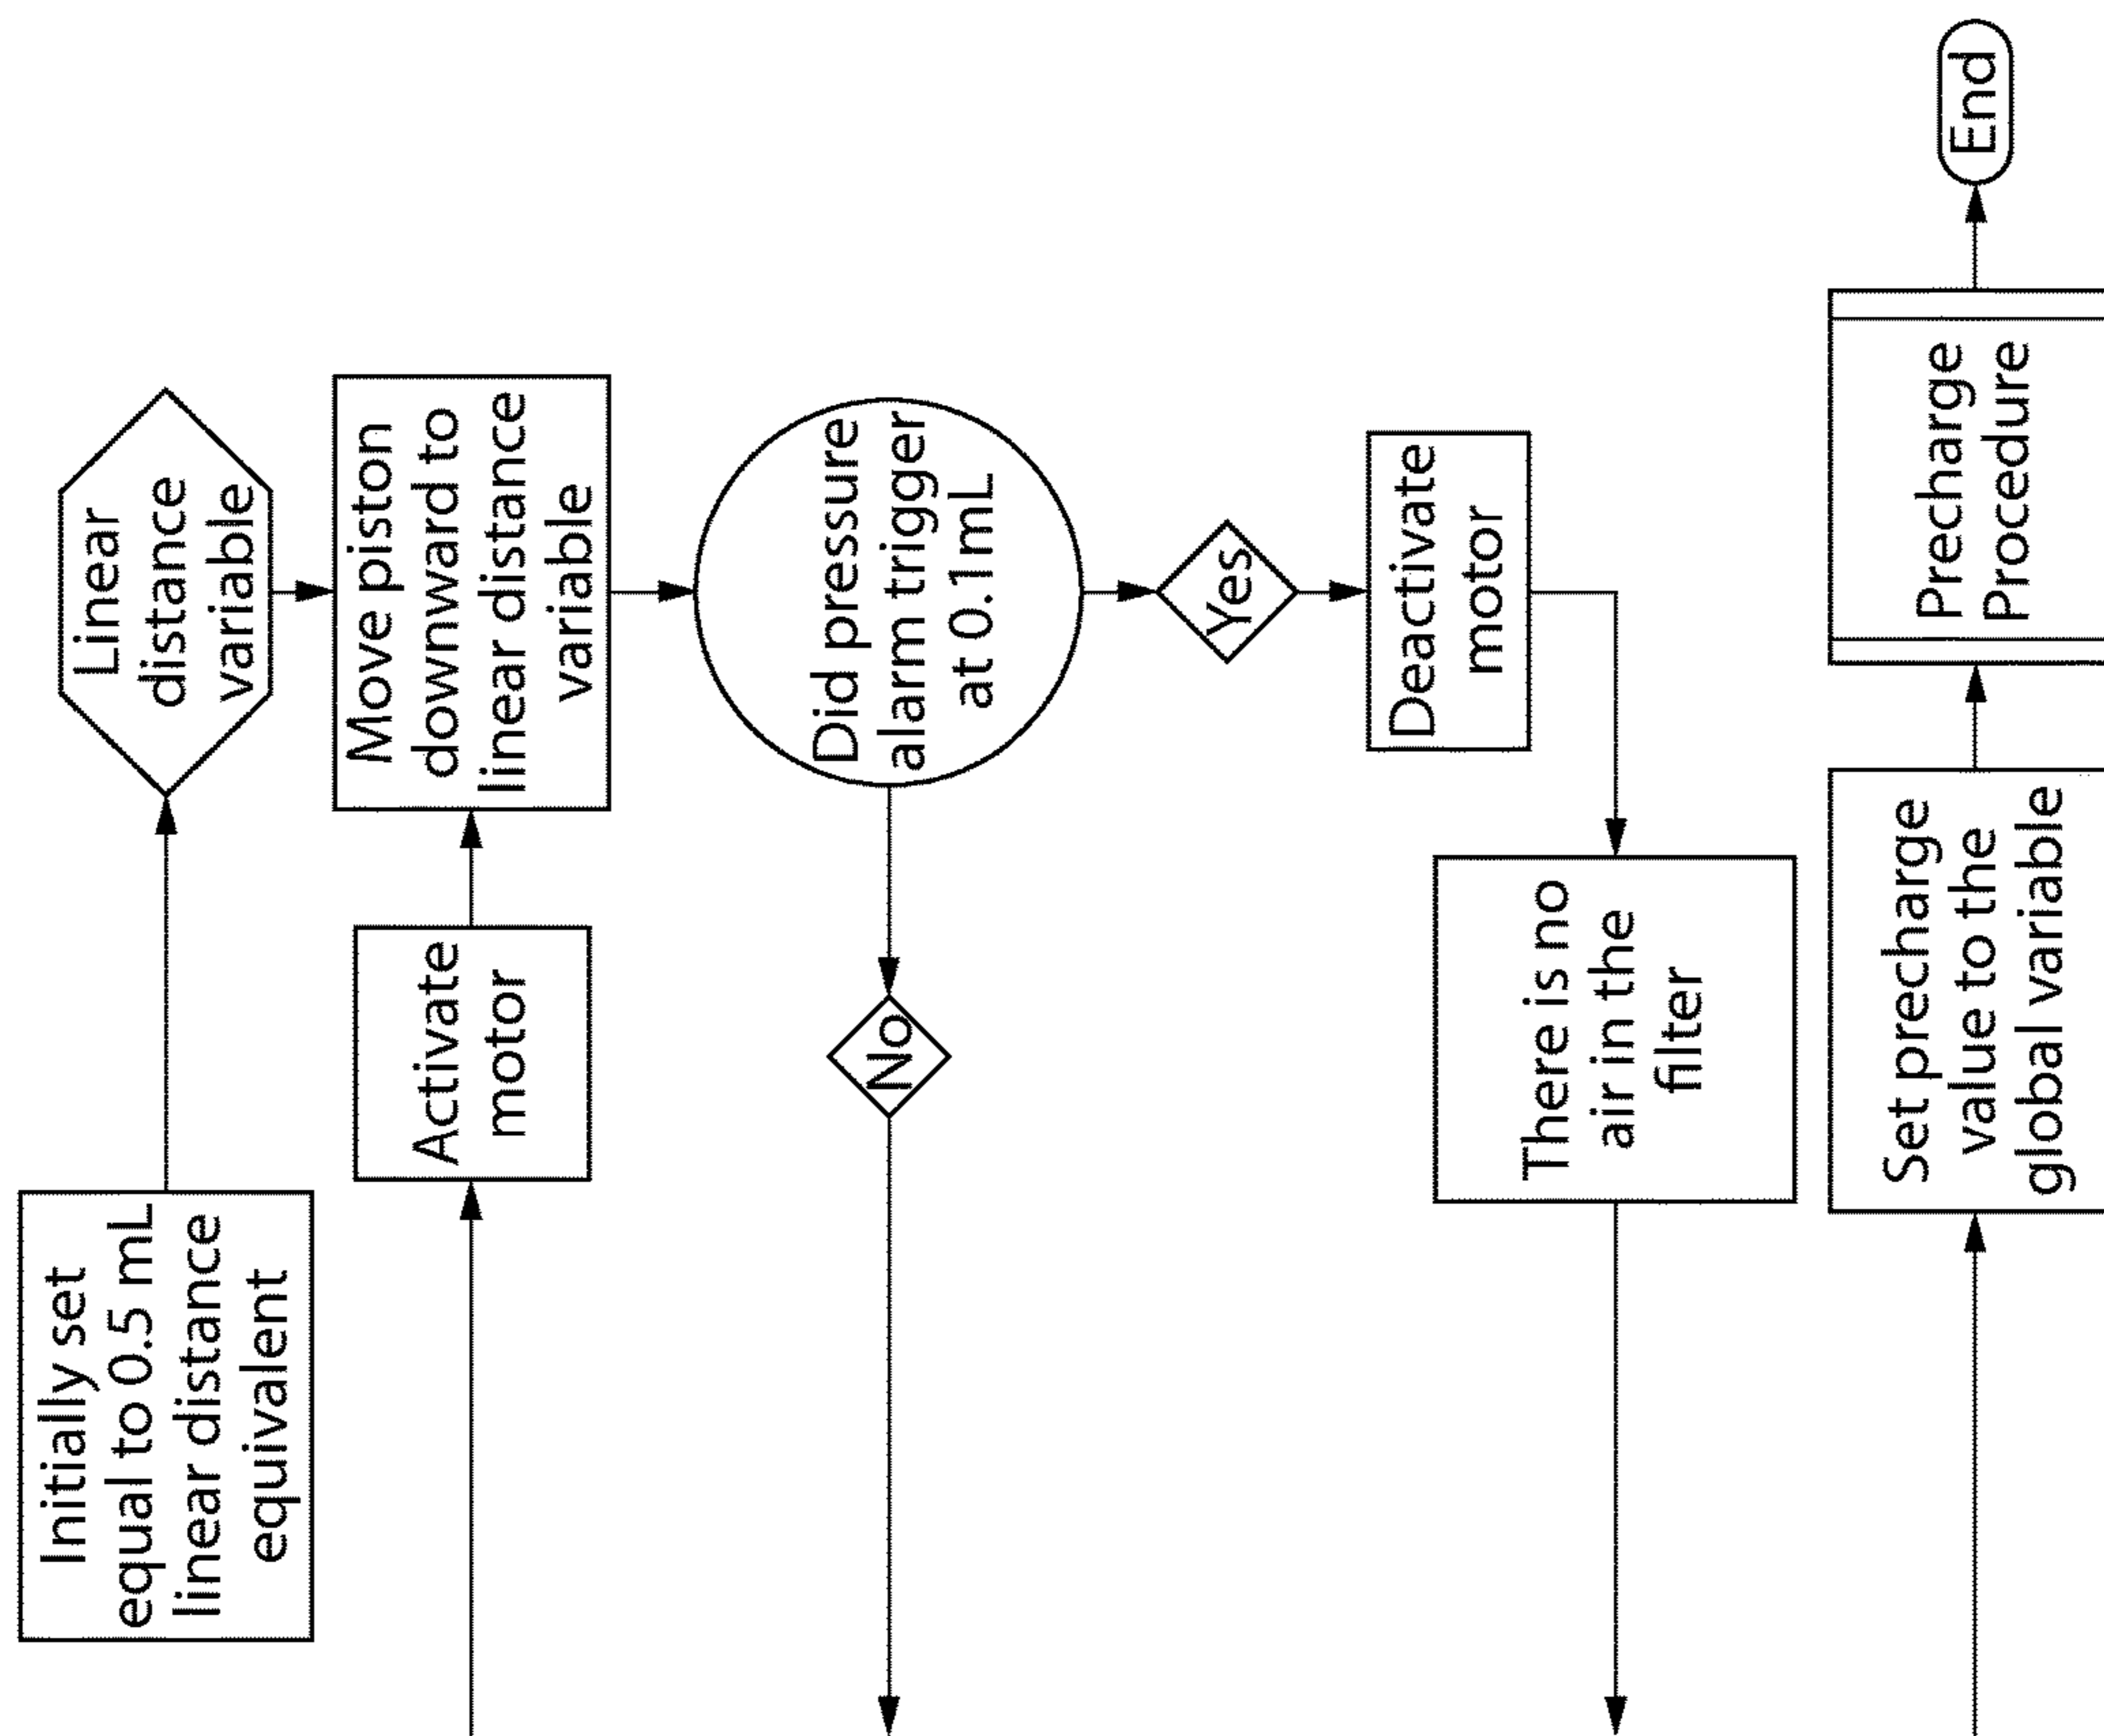 Initially set
equal to 0.5 mL
linear distance
equivalent
Linear
distance
variable
Activate
motor
Move piston
downward to
linear distance
variable
No
Did pressure
alarm trigger
at 0.1mL
Yes
Deactivate
motor
There is no
air in the
filter
Set precharge
value to the
global variable
Precharge
Procedure
End